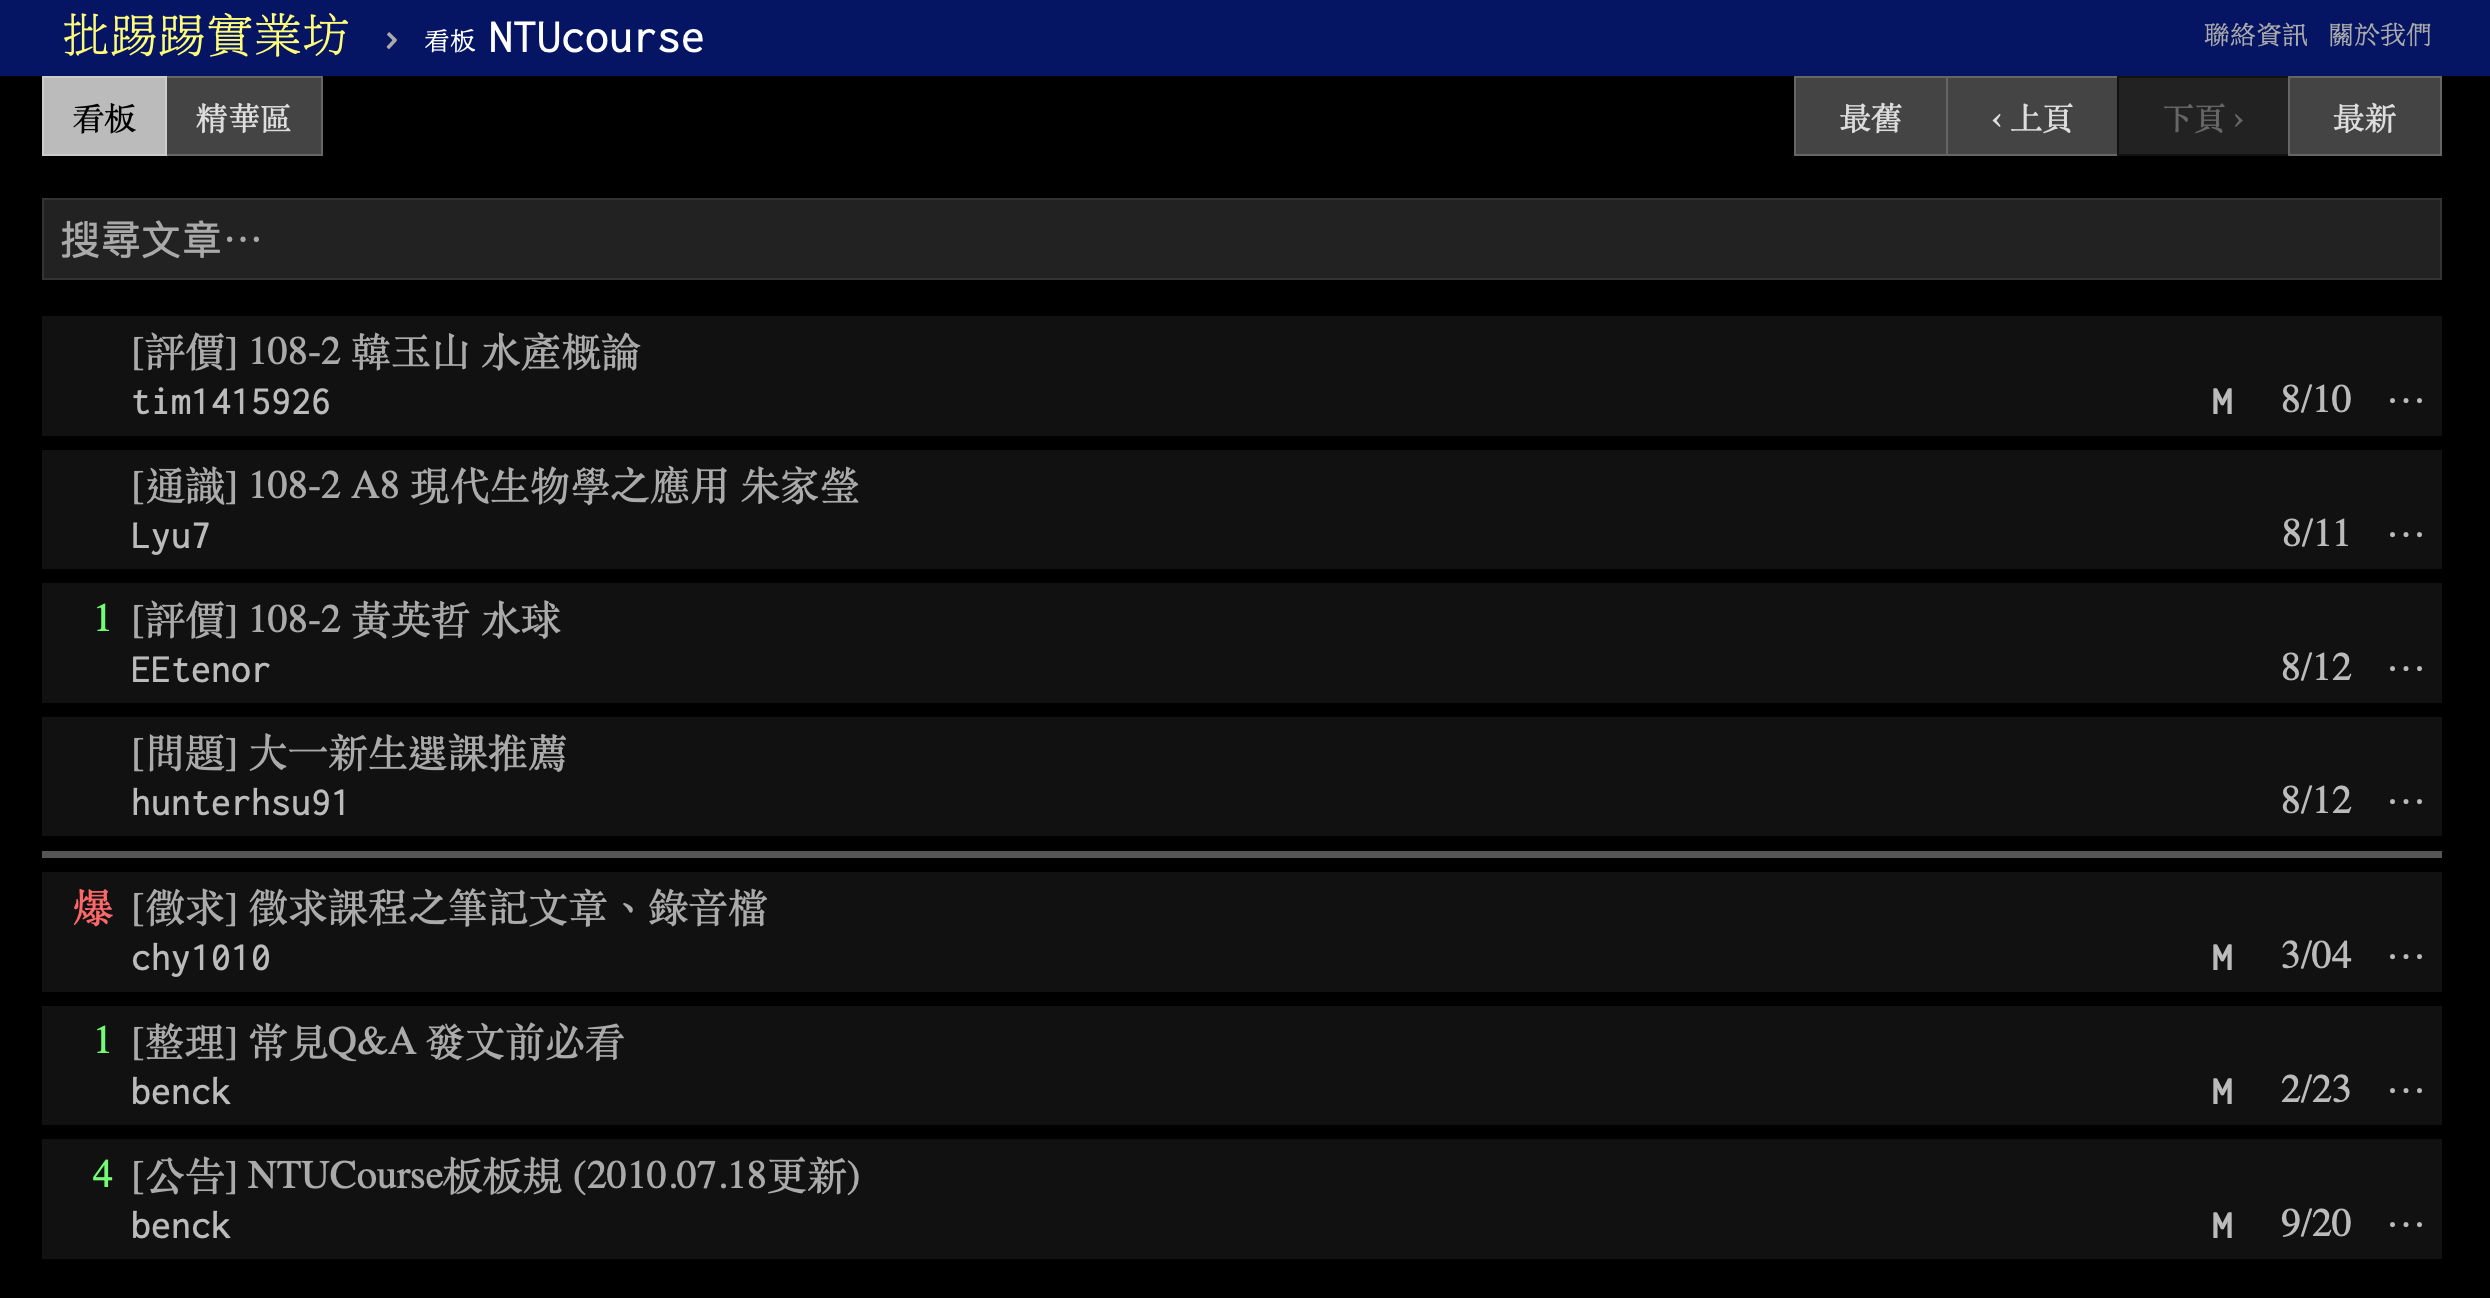 批踢踢實業坊 › 看板 NTUcourse 聯絡資訊 關於我們
看板 精華區 最舊 ‹ 上頁 下頁 › 最新
搜尋文章⋯
[評價] 108-2 韓玉山 水產概論
tim1415926 M 8/10 ⋯
[通識] 108-2 A8 現代生物學之應用 朱家瑩
Lyu7 8/11 ⋯
1 [評價] 108-2 黃英哲 水球
EEtenor 8/12 ⋯
[問題] 大一新生選課推薦
hunterhsu91 8/12 ⋯
爆 [徵求] 徵求課程之筆記文章、錄音檔
chy1010 M 3/04 ⋯
1 [整理] 常見Q&A 發文前必看
benck M 2/23 ⋯
4 [公告] NTUCourse板板規 (2010.07.18更新)
benck M 9/20 ⋯